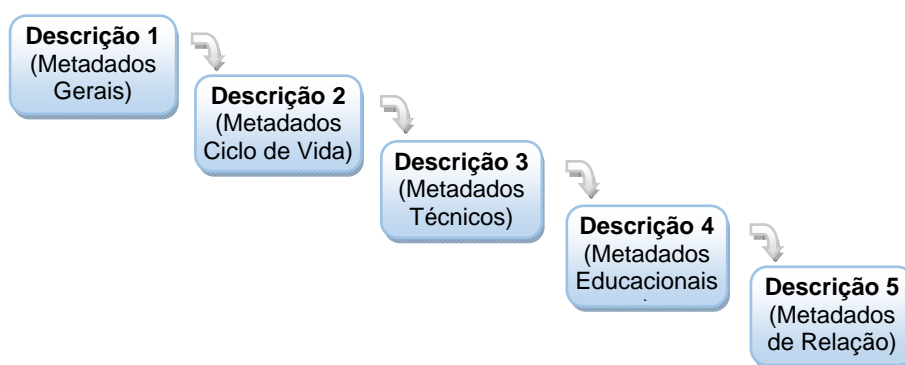 Descrição 1
(Metadados
Gerais)
Descrição 2
(Metadados
Ciclo de Vida)
Descrição 3
(Metadados
Técnicos)
Descrição 4
(Metadados
Educacionais
Descrição 5
(Metadados
de Relação)